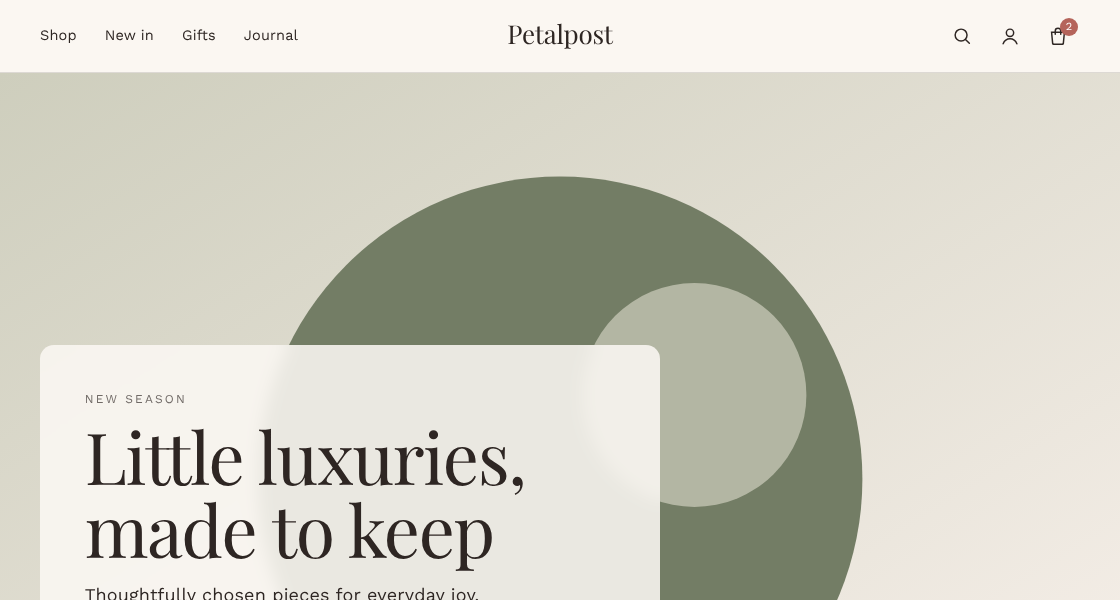 Shop
New in
Gifts
Journal
Petalpost
2
NEW SEASON
Little luxuries,
made to keep
Thoughtfully chosen pieces for everyday joy.